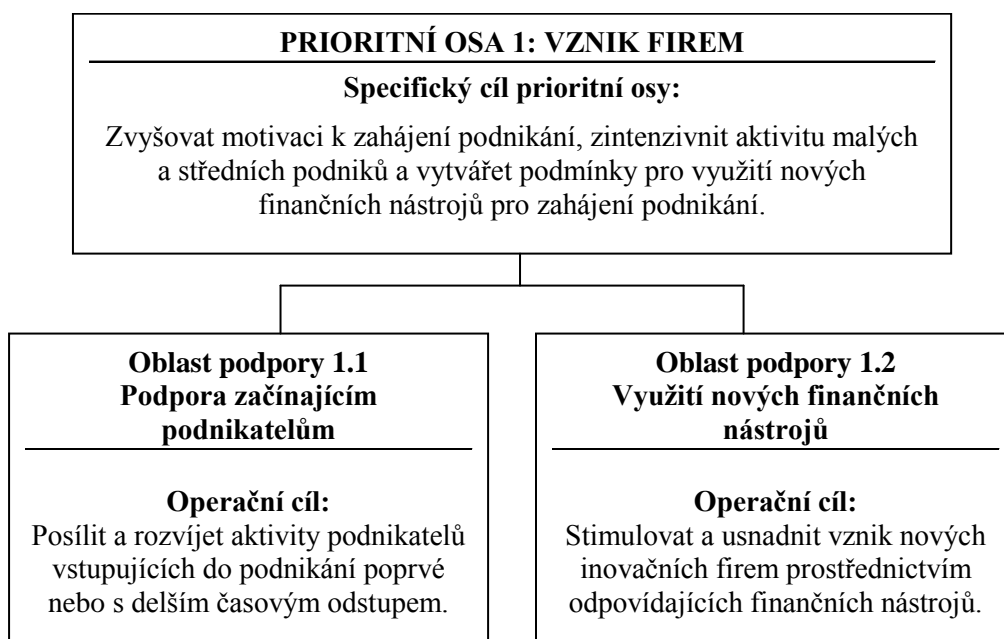 PRIORITNÍ OSA 1: VZNIK FIREM
Specifický cíl prioritní osy:
Zvyšovat motivaci k zahájení podnikání, zintenzivnit aktivitu malých
a středních podniků a vytvářet podmínky pro využití nových
finančních nástrojů pro zahájení podnikání.
Oblast podpory 1.1
Podpora začínajícím
podnikatelům
Operační cíl:
Posílit a rozvíjet aktivity podnikatelů
vstupujících do podnikání poprvé
nebo s delším časovým odstupem.
Oblast podpory 1.2
Využití nových finančních
nástrojů
Operační cíl:
Stimulovat a usnadnit vznik nových
inovačních firem prostřednictvím
odpovídajících finančních nástrojů.